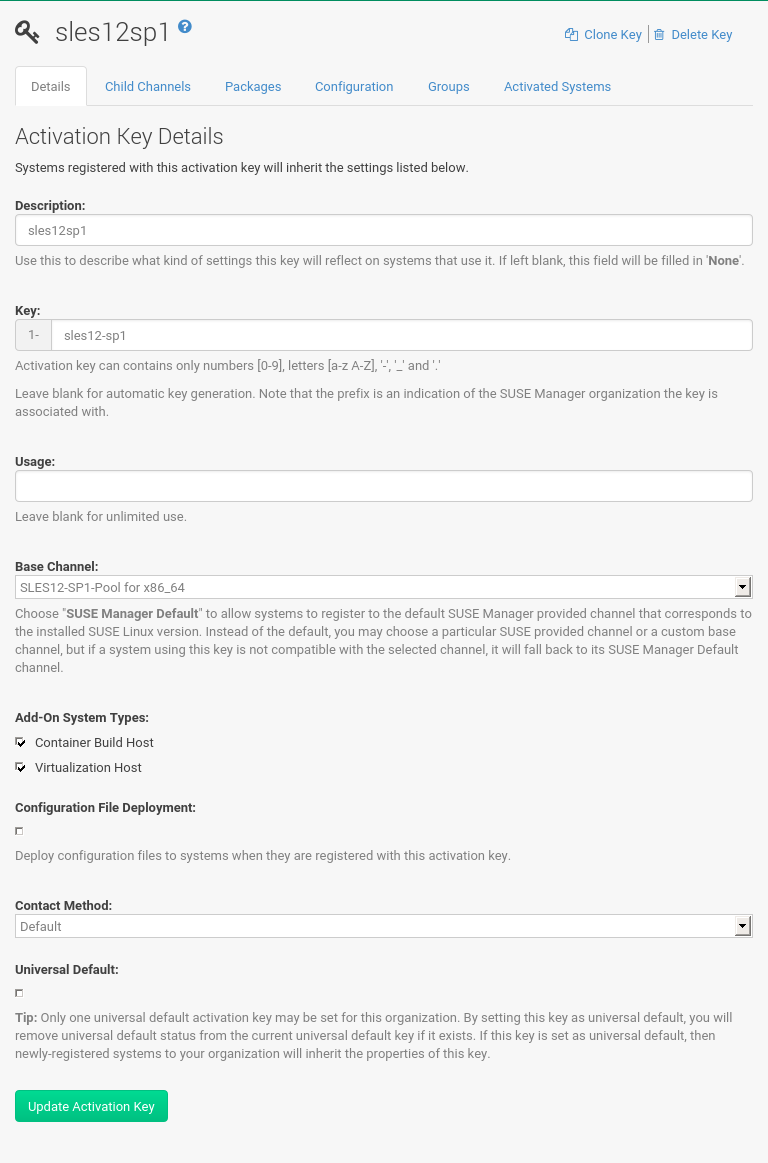 sles12sp1
Clone Key
Delete Key
Details Child Channels Packages Configuration Groups Activated Systems
Activation Key Details
Systems registered with this activation key will inherit the settings listed below.
Description:
sles12sp1
Use this to describe what kind of settings this key will reflect on systems that use it. If left blank, this field will be filled in 'None'.
Key:
1- sles12-sp1
Activation key can contains only numbers [0-9], letters [a-z A-Z], '-', '_' and '.'
Leave blank for automatic key generation. Note that the prefix is an indication of the SUSE Manager organization the key is
associated with.
Usage:
Leave blank for unlimited use.
Base Channel:
SLES12-SP1-Pool for x86_64
Choose "SUSE Manager Default" to allow systems to register to the default SUSE Manager provided channel that corresponds to
the installed SUSE Linux version. Instead of the default, you may choose a particular SUSE provided channel or a custom base
channel, but if a system using this key is not compatible with the selected channel, it will fall back to its SUSE Manager Default
channel.
Add-On System Types:
Container Build Host
Virtualization Host
Configuration File Deployment:
Deploy configuration files to systems when they are registered with this activation key.
Contact Method:
Default
Universal Default:
Tip: Only one universal default activation key may be set for this organization. By setting this key as universal default, you will
remove universal default status from the current universal default key if it exists. If this key is set as universal default, then
newly-registered systems to your organization will inherit the properties of this key.
Update Activation Key